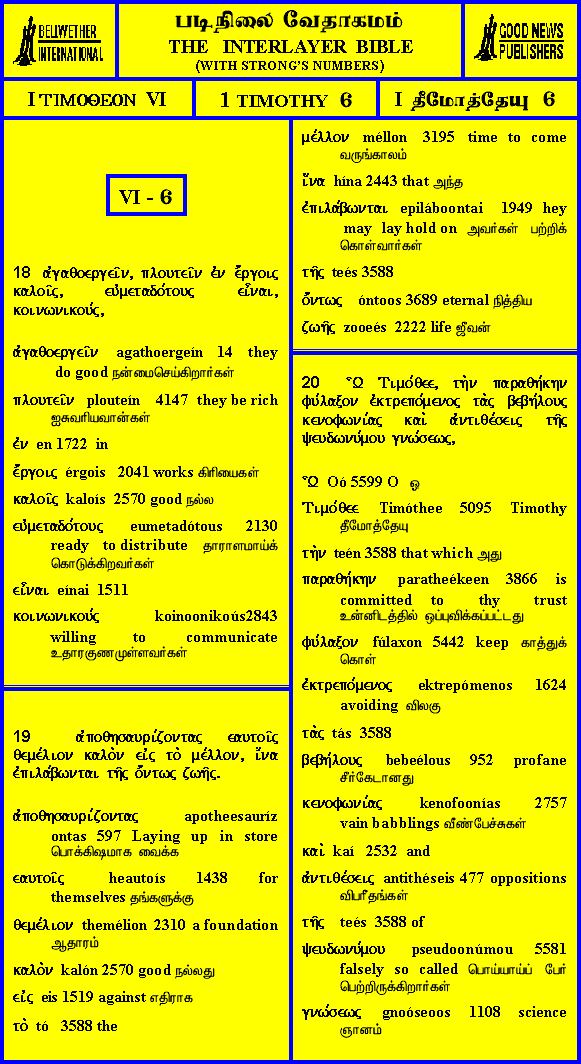 BELLWETHER
INTERNATIONAL
படிநிலை வேதாகமம்
THE INTERLAYER BIBLE
(WITH STRONG'S NUMBERS)
GOOD NEWS
PUBLISHERS
I ΤΙΜΟΘΕΟΝ VI
1 TIMOTHY 6
I தீமோத்தேயு 6
VI - 6
18 ἀγαθοεργεῖν, πλουτεῖν ἐν ἔργοις
καλοῖς, εὐμεταδότους εἶναι,
κοινωνικούς,
ἀγαθοεργεῖν agathoergeín 14 they
do good நன்மைசெய்கிறார்கள்
πλουτεῖν plouteín 4147 they be rich
ஐசுவரியவான்கள்
ἐν en 1722 in
ἔργοις érgois 2041 works கிரியைகள்
καλοῖς kaloís 2570 good நல்ல
εὐμεταδότους eumetadótous 2130
ready to distribute தாராளமாய்க்
கொடுக்கிறவர்கள்
εἶναι eínai 1511
κοινωνικούς koinoonikoús2843
willing to communicate
உதாரகுணமுள்ளவர்கள்
19 ἀποθησαυρίζοντας εαυτοῖς
θεμέλιον καλὸν εἰς τὸ μέλλον, ἵνα
ἐπιλάβωνται τῆς ὄντως ζωῆς.
ἀποθησαυρίζοντας apotheesauríz
ontas 597 Laying up in store
பொக்கிஷமாக வைக்க
εαυτοῖς heautoís 1438 for
themselves தங்களுக்கு
θεμέλιον themélion 2310 a foundation
ஆதாரம்
καλὸν kalón 2570 good நல்லது
εἰς eis 1519 against எதிராக
τὸ tó 3588 the
μέλλον méllon 3195 time to come
வருங்காலம்
ἵνα hína 2443 that அந்த
ἐπιλάβωνται epiláboontai 1949 hey
may lay hold on அவர்கள் பற்றிக்
கொள்வார்கள்
τῆς teés 3588
ὄντως óntoos 3689 eternal நித்திய
ζωῆς zooeés 2222 life ஜீவன்
20 Ὦ Τιμόθεε, τὴν παραθήκην
φύλαξον ἐκτρεπόμενος τὰς βεβήλους
κενοφωνίας καὶ ἀντιθέσεις τῆς
ψευδωνύμου γνώσεως,
Ὦ Oó 5599 O ஓ
Τιμόθεε Timóthee 5095 Timothy
தீமோத்தேயு
τὴν teén 3588 that which அது
παραθήκην paratheékeen 3866 is
committed to thy trust
உன்னிடத்தில் ஒப்புவிக்கப்பட்டது
φύλαξον fúlaxon 5442 keep காத்துக்
கொள்
ἐκτρεπόμενος ektrepómenos 1624
avoiding விலகு
τὰς tás 3588
βεβήλους bebeélous 952 profane
சீர்கேடானது
κενοφωνίας kenofoonías 2757
vain babblings வீண்பேச்சுகள்
καὶ kaí 2532 and
ἀντιθέσεις antithéseis 477 oppositions
விபரீதங்கள்
τῆς teés 3588 of
ψευδωνύμου pseudoonúmou 5581
falsely so called பொய்யாய்ப் பேர்
பெற்றிருக்கிறார்கள்
γνώσεως gnoóseoos 1108 science
ஞானம்